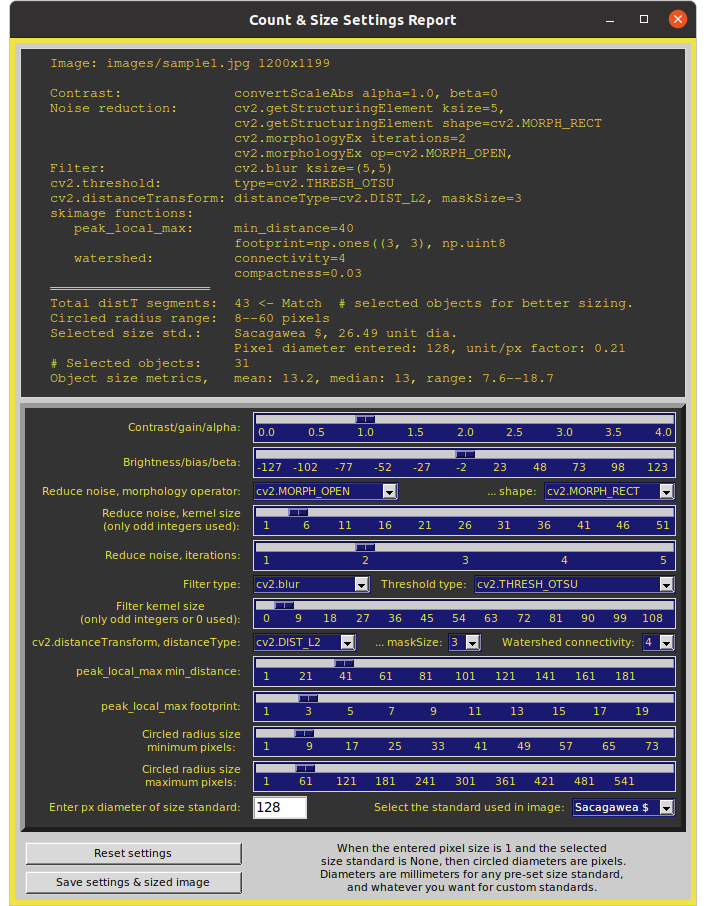 Count & Size Settings Report
Image: images/sample1.jpg 1200x1199
Contrast: convertScaleAbs alpha=1.0, beta=0
Noise reduction: cv2.getStructuringElement ksize=5,
cv2.getStructuringElement shape=cv2.MORPH_RECT
cv2.morphologyEx iterations=2
cv2.morphologyEx op=cv2.MORPH_OPEN,
Filter: cv2.blur ksize=(5,5)
cv2.threshold: type=cv2.THRESH_OTSU
cv2.distanceTransform: distanceType=cv2.DIST_L2, maskSize=3
skimage functions:
peak_local_max: min_distance=40
footprint=np.ones((3, 3), np.uint8
watershed: connectivity=4
compactness=0.03
Total distT segments: 43 <- Match # selected objects for better sizing.
Circled radius range: 8--60 pixels
Selected size std.: Sacagawea $, 26.49 unit dia.
Pixel diameter entered: 128, unit/px factor: 0.21
# Selected objects: 31
Object size metrics, mean: 13.2, median: 13, range: 7.6--18.7
Contrast/gain/alpha: 0.0 0.5 1.0 1.5 2.0 2.5 3.0 3.5 4.0
Brightness/bias/beta: -127 -102 -77 -52 -27 -2 23 48 73 98 123
Reduce noise, morphology operator: cv2.MORPH_OPEN ... shape: cv2.MORPH_RECT
Reduce noise, kernel size
(only odd integers used): 1 6 11 16 21 26 31 36 41 46 51
Reduce noise, iterations: 1 2 3 4 5
Filter type: cv2.blur Threshold type: cv2.THRESH_OTSU
Filter kernel size
(only odd integers or 0 used): 0 9 18 27 36 45 54 63 72 81 90 99 108
cv2.distanceTransform, distanceType: cv2.DIST_L2 ... maskSize: 3 Watershed connectivity: 4
peak_local_max min_distance: 1 21 41 61 81 101 121 141 161 181
peak_local_max footprint: 1 3 5 7 9 11 13 15 17 19
Circled radius size
minimum pixels: 1 9 17 25 33 41 49 57 65 73
Circled radius size
maximum pixels: 1 61 121 181 241 301 361 421 481 541
Enter px diameter of size standard: 128 Select the standard used in image: Sacagawea $
Reset settings
Save settings & sized image
When the entered pixel size is 1 and the selected
size standard is None, then circled diameters are pixels.
Diameters are millimeters for any pre-set size standard,
and whatever you want for custom standards.